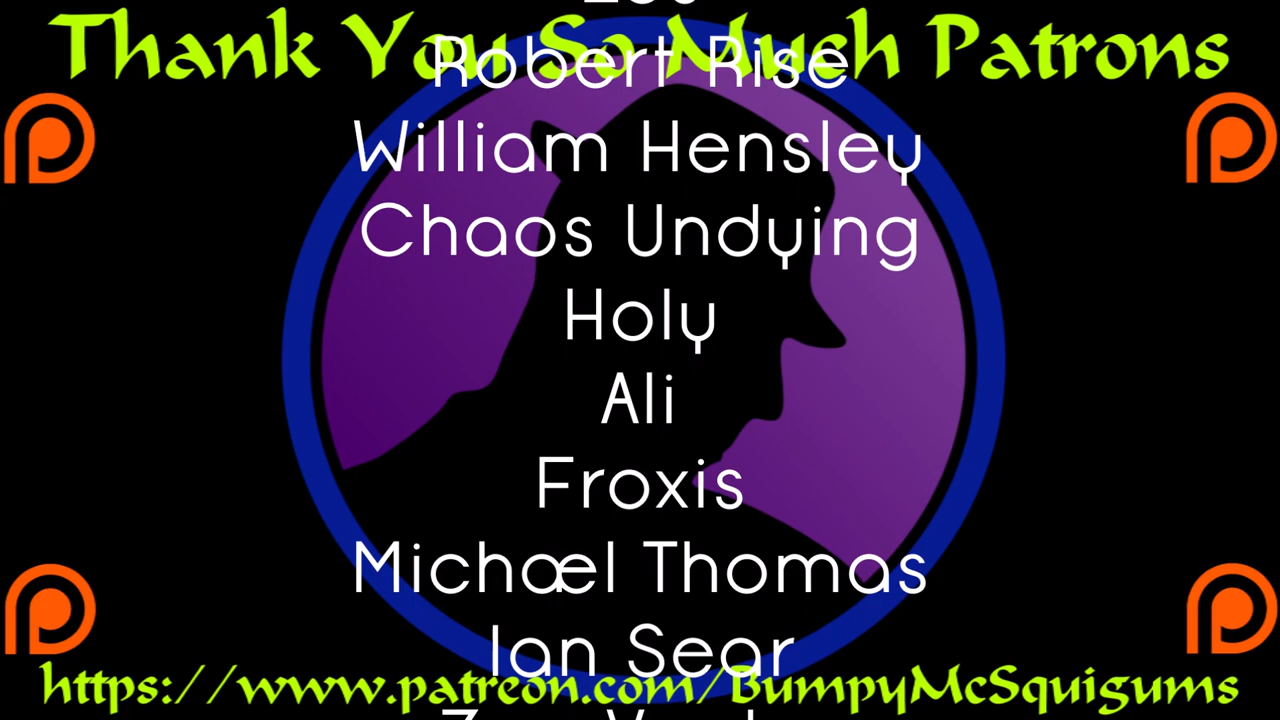 Thank You So Much Patrons
Robert Rise
William Hensley
Chaos Undying
Holy
Ali
Froxis
Michæl Thomas
Ian Sear
https://www.patreon.com/BumpyMcSquigums